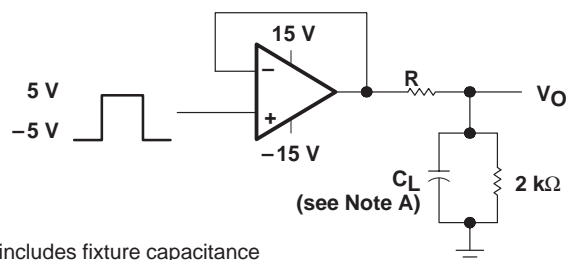 15 V
5 V
−
R
VO
−5 V
+
−15 V
CL
2 kΩ
(see Note A)
includes fixture capacitance